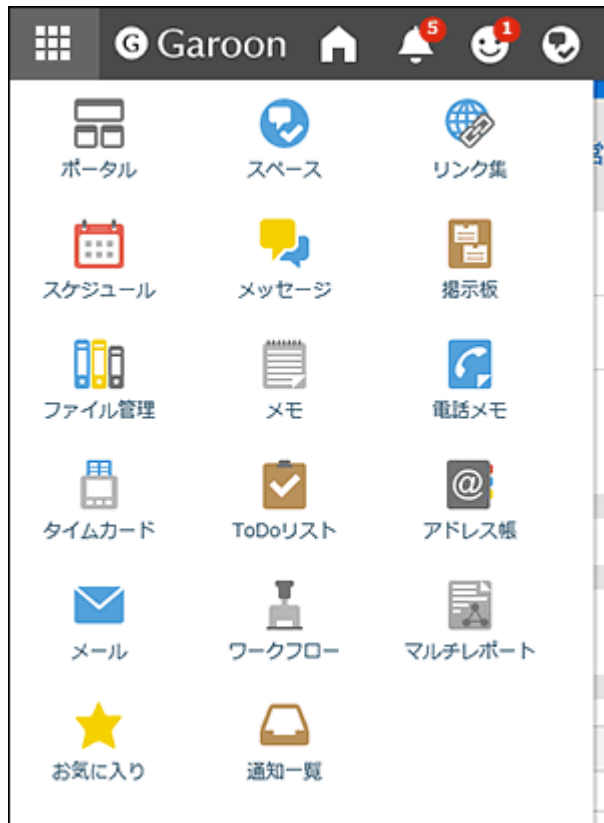 Garoon 5 1
ポータル スペース リンク集
スケジュール メッセージ 掲示板
ファイル管理 メモ 電話メモ
タイムカード ToDoリスト アドレス帳
メール ワークフロー マルチレポート
お気に入り 通知一覧